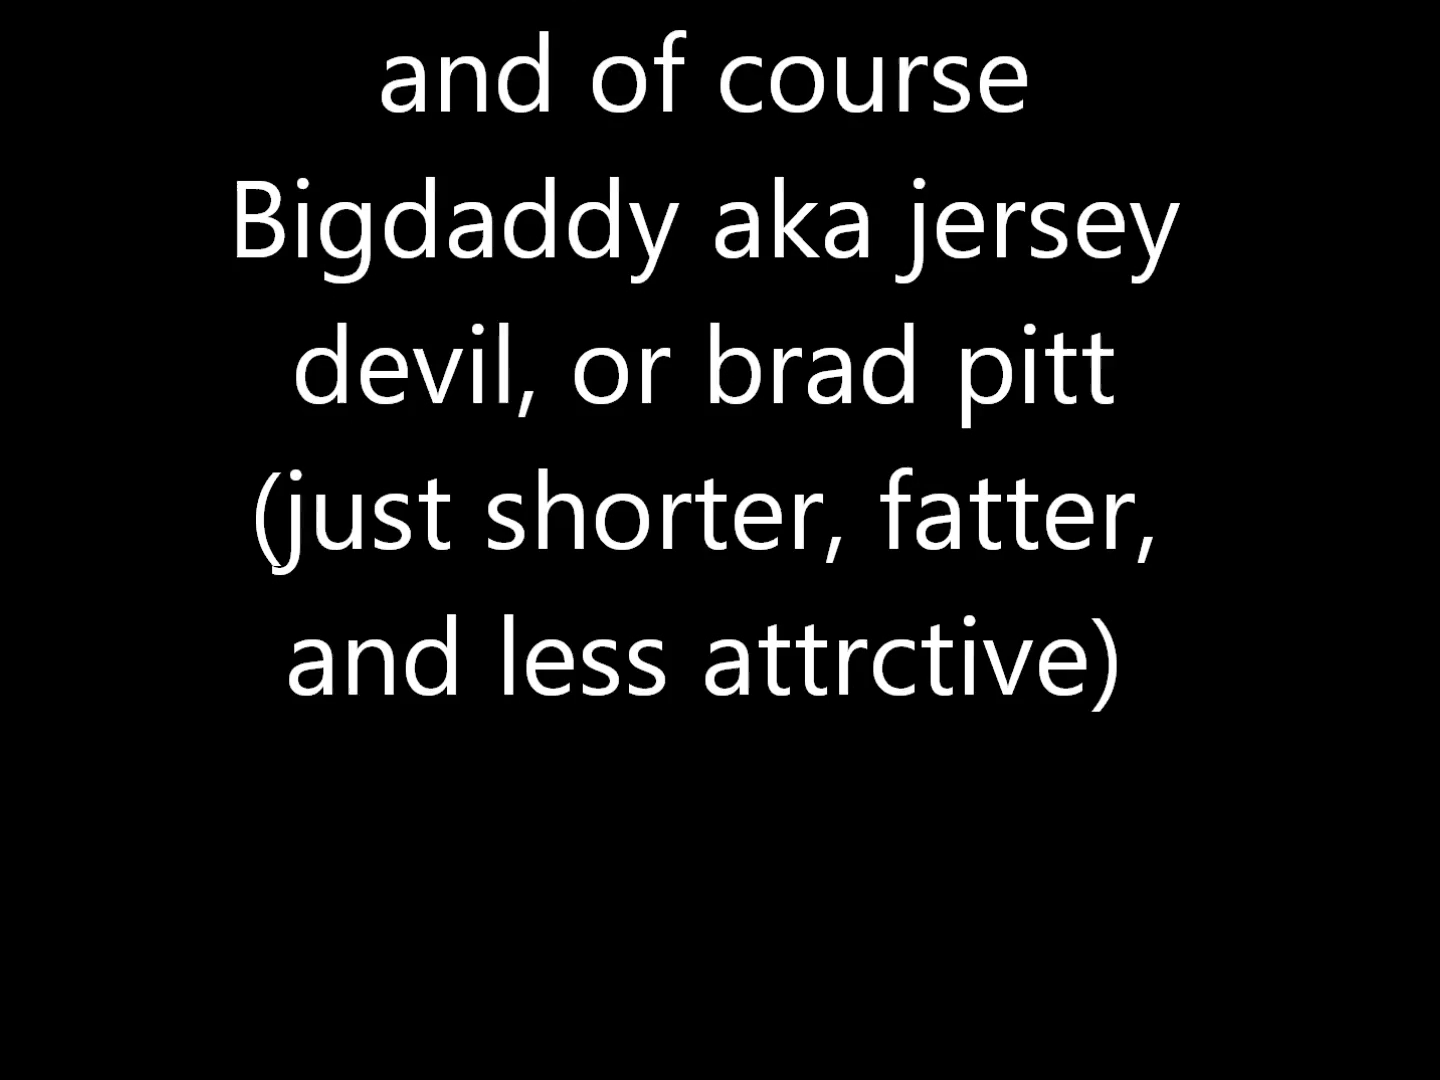 and of course
Bigdaddy aka jersey
devil, or brad pitt
(just shorter, fatter,
and less attrctive)